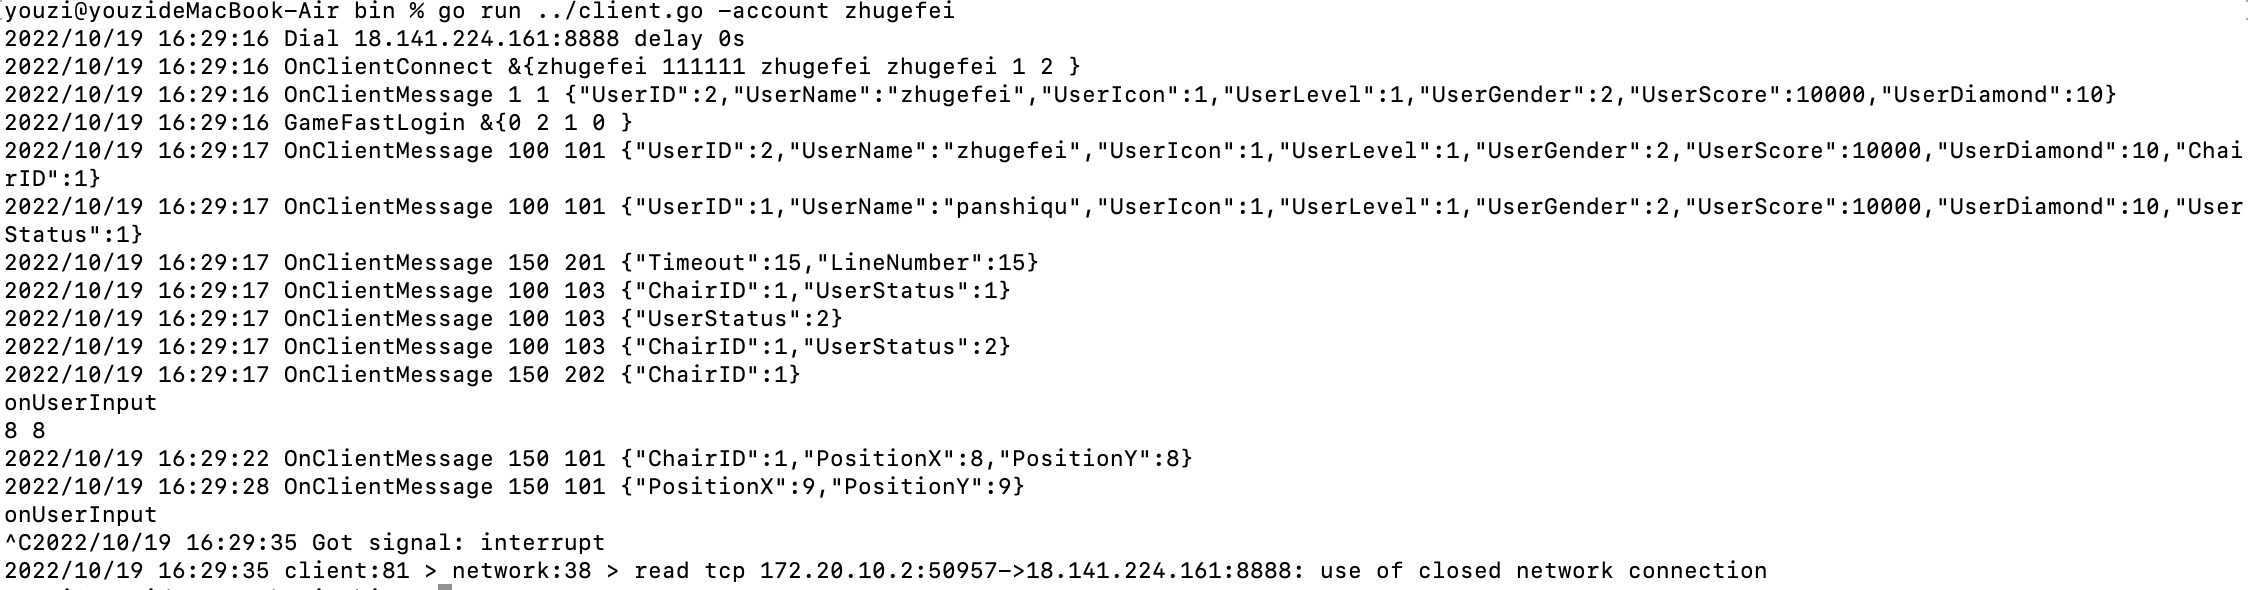 youzi@youzideMacBook-Air bin % go run ../client.go -account zhugefei
2022/10/19 16:29:16 Dial 18.141.224.161:8888 delay 0s
2022/10/19 16:29:16 OnClientConnect &{zhugefei 111111 zhugefei zhugefei 1 2 }
2022/10/19 16:29:16 OnClientMessage 1 1 {"UserID":2,"UserName":"zhugefei","UserIcon":1,"UserLevel":1,"UserGender":2,"UserScore":10000,"UserDiamond":10}
2022/10/19 16:29:16 GameFastLogin &{0 2 1 0 }
2022/10/19 16:29:17 OnClientMessage 100 101 {"UserID":2,"UserName":"zhugefei","UserIcon":1,"UserLevel":1,"UserGender":2,"UserScore":10000,"UserDiamond":10,"Chai
rID":1}
2022/10/19 16:29:17 OnClientMessage 100 101 {"UserID":1,"UserName":"panshiqu","UserIcon":1,"UserLevel":1,"UserGender":2,"UserScore":10000,"UserDiamond":10,"User
Status":1}
2022/10/19 16:29:17 OnClientMessage 150 201 {"Timeout":15,"LineNumber":15}
2022/10/19 16:29:17 OnClientMessage 100 103 {"ChairID":1,"UserStatus":1}
2022/10/19 16:29:17 OnClientMessage 100 103 {"UserStatus":2}
2022/10/19 16:29:17 OnClientMessage 100 103 {"ChairID":1,"UserStatus":2}
2022/10/19 16:29:17 OnClientMessage 150 202 {"ChairID":1}
onUserInput
8 8
2022/10/19 16:29:22 OnClientMessage 150 101 {"ChairID":1,"PositionX":8,"PositionY":8}
2022/10/19 16:29:28 OnClientMessage 150 101 {"PositionX":9,"PositionY":9}
onUserInput
^C2022/10/19 16:29:35 Got signal: interrupt
2022/10/19 16:29:35 client:81 > network:38 > read tcp 172.20.10.2:50957->18.141.224.161:8888: use of closed network connection